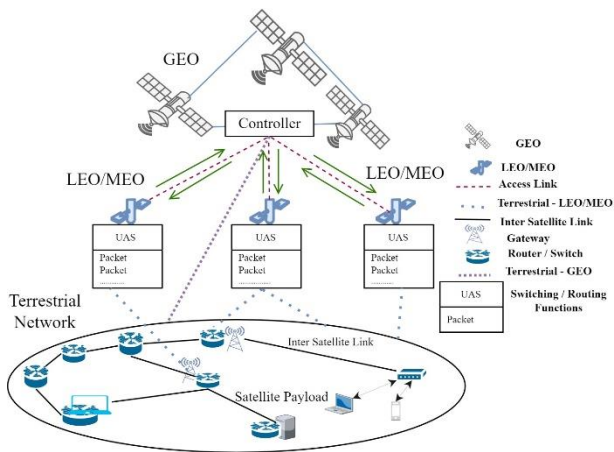 GEO
Controller
LEO/MEO
LEO/MEO
UAS
Packet
Packet
............
UAS
Packet
Packet
............
UAS
Packet
Packet
............
Terrestrial
Network
Inter Satellite Link
Satellite Payload
GEO
LEO/MEO
Access Link
Terrestrial - LEO/MEO
Inter Satellite Link
Gateway
Router / Switch
Terrestrial - GEO
UAS
Packet
Switching / Routing
Functions